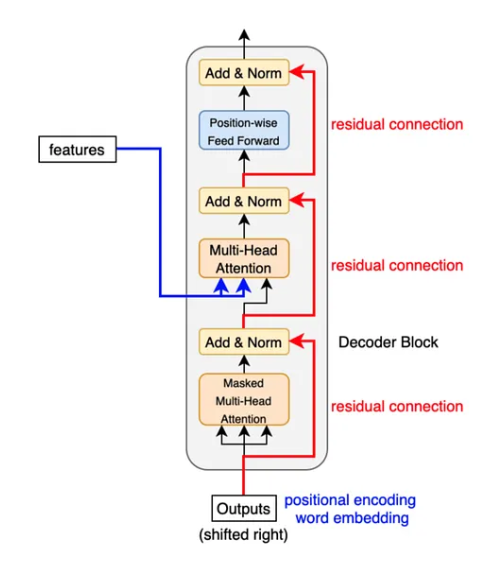 Add & Norm
Position-wise
Feed Forward
residual connection
features
Add & Norm
Multi-Head
Attention
residual connection
Add & Norm
Decoder Block
Masked
Multi-Head
Attention
residual connection
Outputs
(shifted right)
positional encoding
word embedding